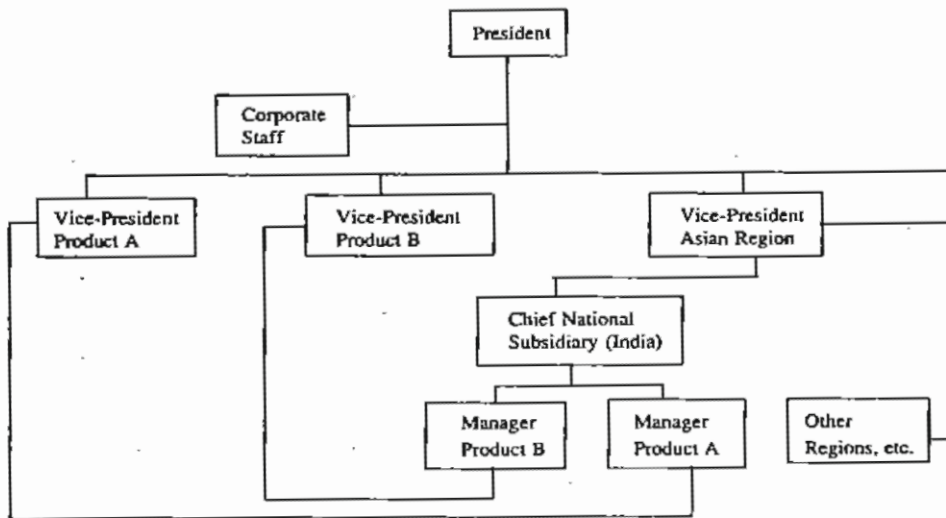 President
Corporate
Staff
Vice-President
Product A
Vice-President
Product B
Vice-President
Asian Region
Chief National
Subsidiary (India)
Manager
Product B
Manager
Product A
Other
Regions, etc.